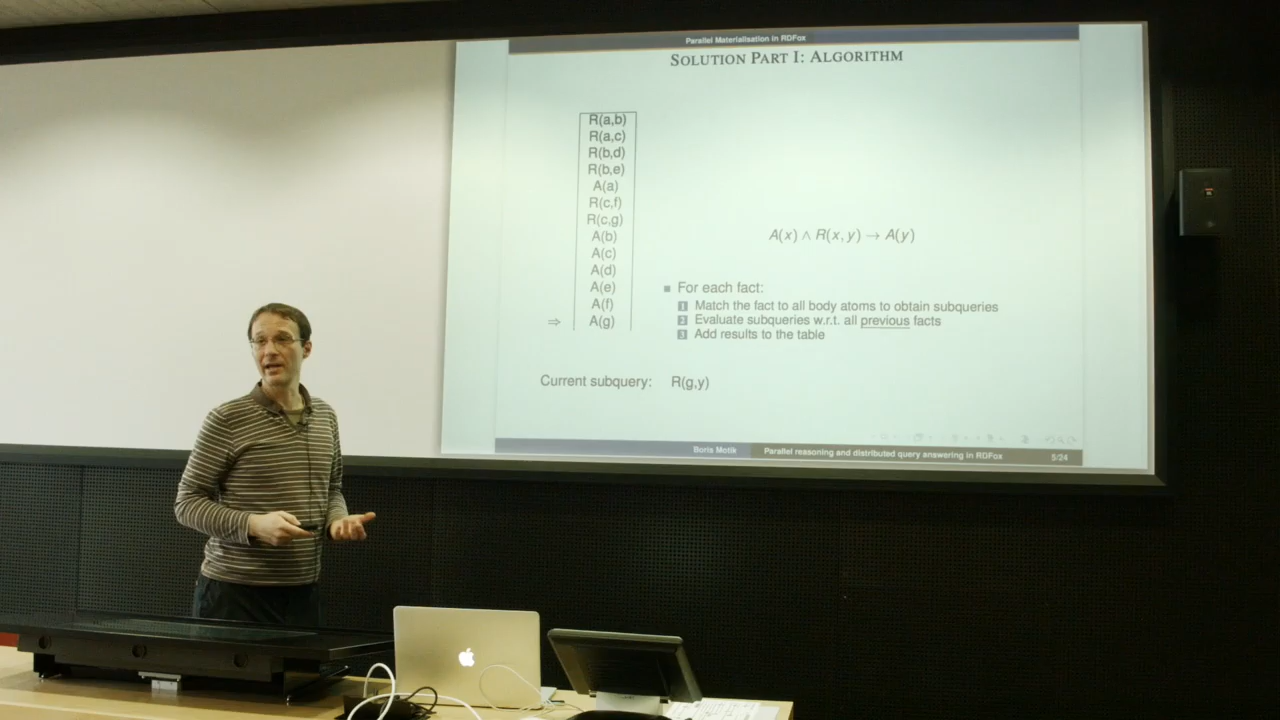 Parallel Materialisation in RDFox
SOLUTION PART I: ALGORITHM
R(a,b)
R(a,c)
R(b,d)
R(b,e)
A(a)
R(c,f)
R(c,g)
A(b)
A(c)
A(d)
A(e)
A(f)
⇒ A(g)
A(x) ∧ R(x, y) → A(y)
■ For each fact:
1 Match the fact to all body atoms to obtain subqueries
2 Evaluate subqueries w.r.t. all previous facts
3 Add results to the table
Current subquery: R(g,y)
Boris Motik Parallel reasoning and distributed query answering in RDFox 5/24